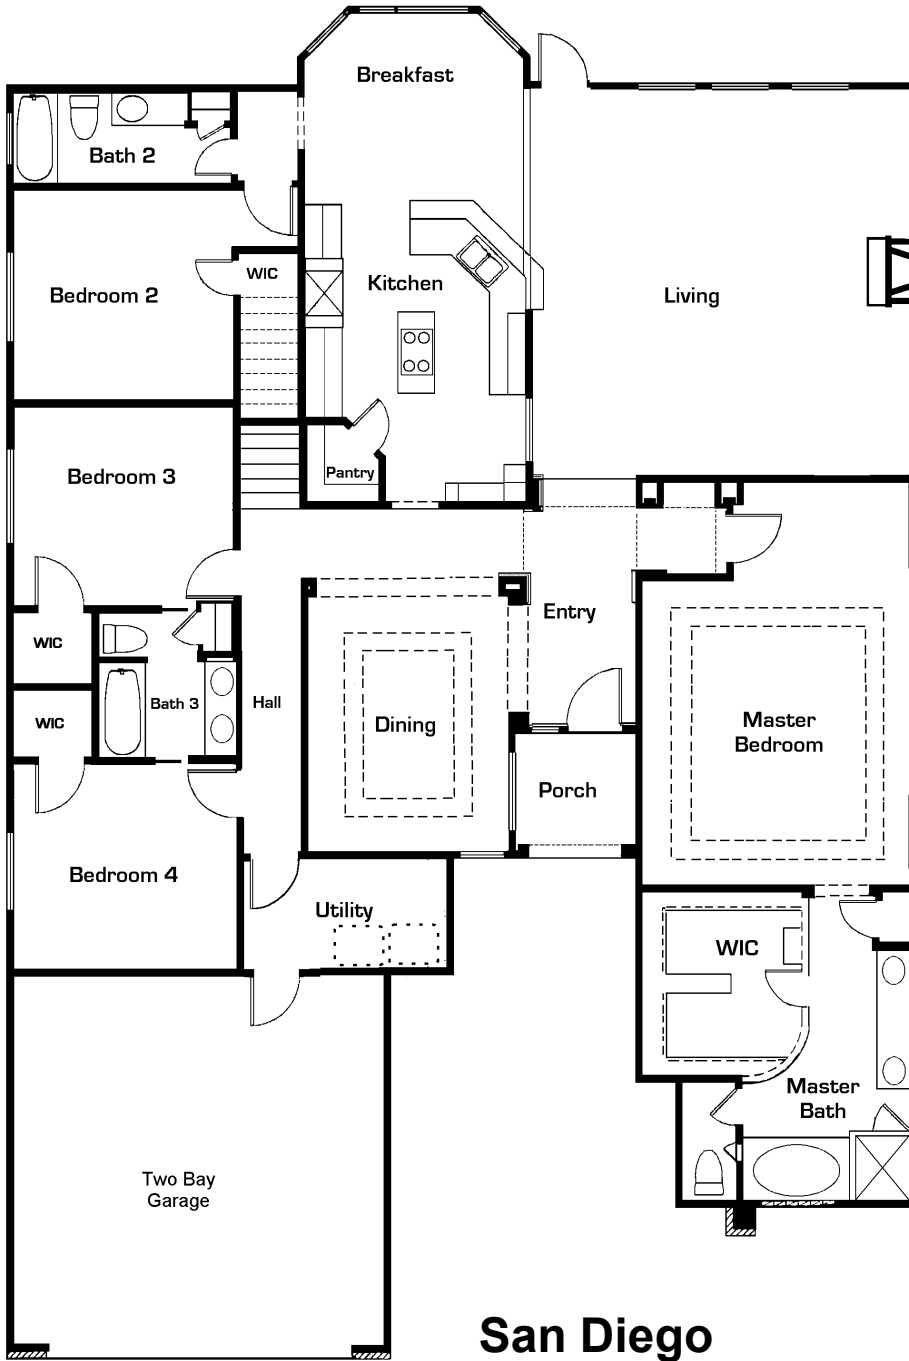 Breakfast
Bath 2
WIC
Bedroom 2
Kitchen
Living
Bedroom 3
Pantry
Entry
WIC
WIC
Bath 3
Hall
Dining
Master
Bedroom
Porch
Bedroom 4
Utility
WIC
Master
Bath
Two Bay
Garage
San Diego